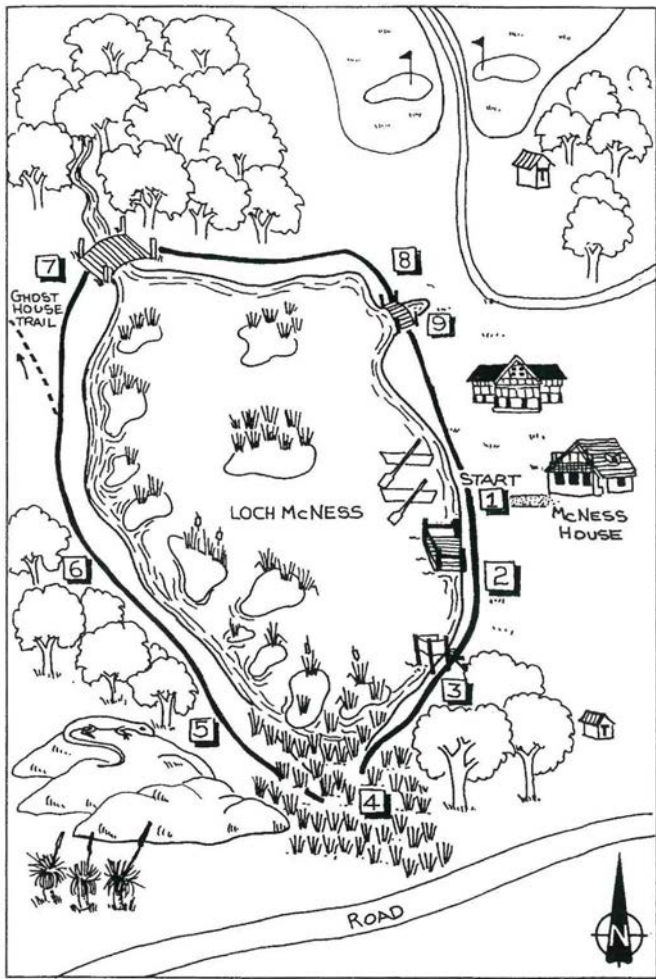 7
8
GHOST
HOUSE
TRAIL
9
START
1
LOCH McNESS
McNESS
HOUSE
2
6
3
5
4
ROAD
T
N